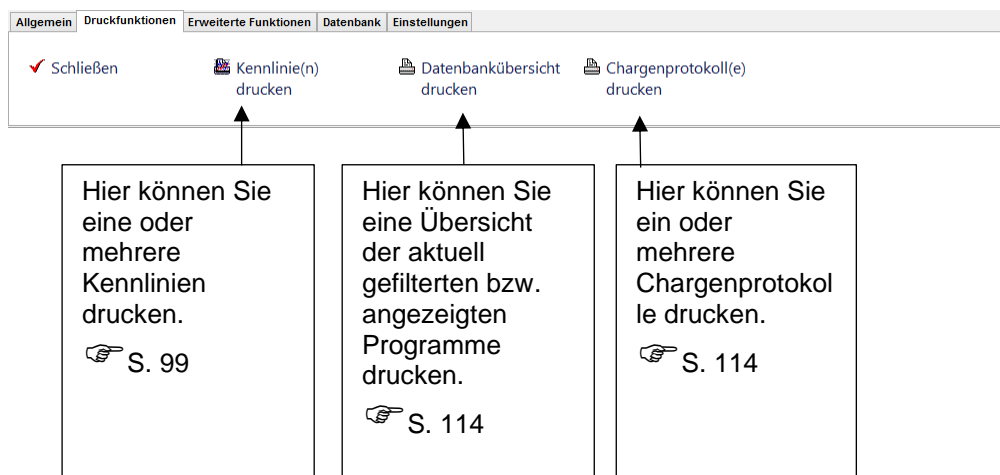 Allgemein Druckfunktionen Erweiterte Funktionen Datenbank Einstellungen
Schließen
Kennlinie(n)
drucken
Datenbankübersicht
drucken
Chargenprotokoll(e)
drucken
Hier können Sie
eine oder
mehrere
Kennlinien
drucken.
S. 99
Hier können Sie
eine Übersicht
der aktuell
gefilterten bzw.
angezeigten
Programme
drucken.
S. 114
Hier können Sie
ein oder
mehrere
Chargenprotokol
le drucken.
S. 114